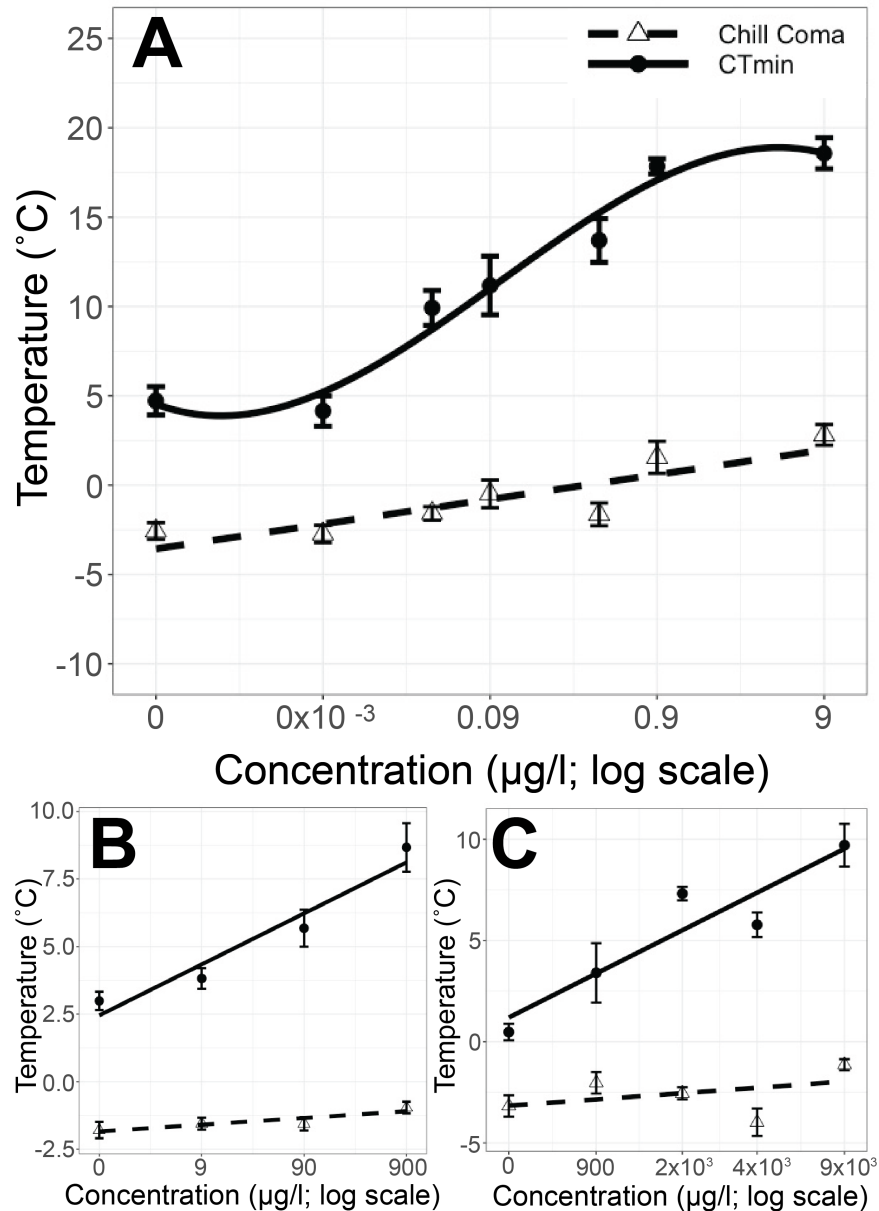 A
Chill Coma
CTmin
25
20
15
10
5
0
-5
-10
Temperature (˚C)
0 0x10 -3 0.09 0.9 9
Concentration (µg/l; log scale)
B
10.0
7.5
5.0
2.5
0.0
-2.5
Temperature (˚C)
0 9 90 900
Concentration (µg/l; log scale)
C
10
5
0
-5
Temperature (˚C)
0 900 2x10³ 4x10³ 9x10³
Concentration (µg/l; log scale)